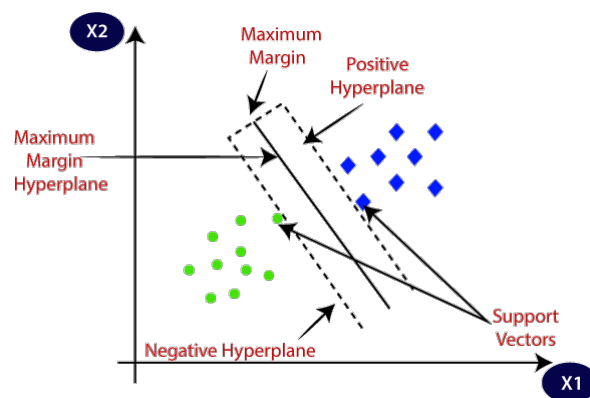 X2
Maximum
Margin
Positive
Hyperplane
Maximum
Margin
Hyperplane
Support
Vectors
Negative Hyperplane
X1